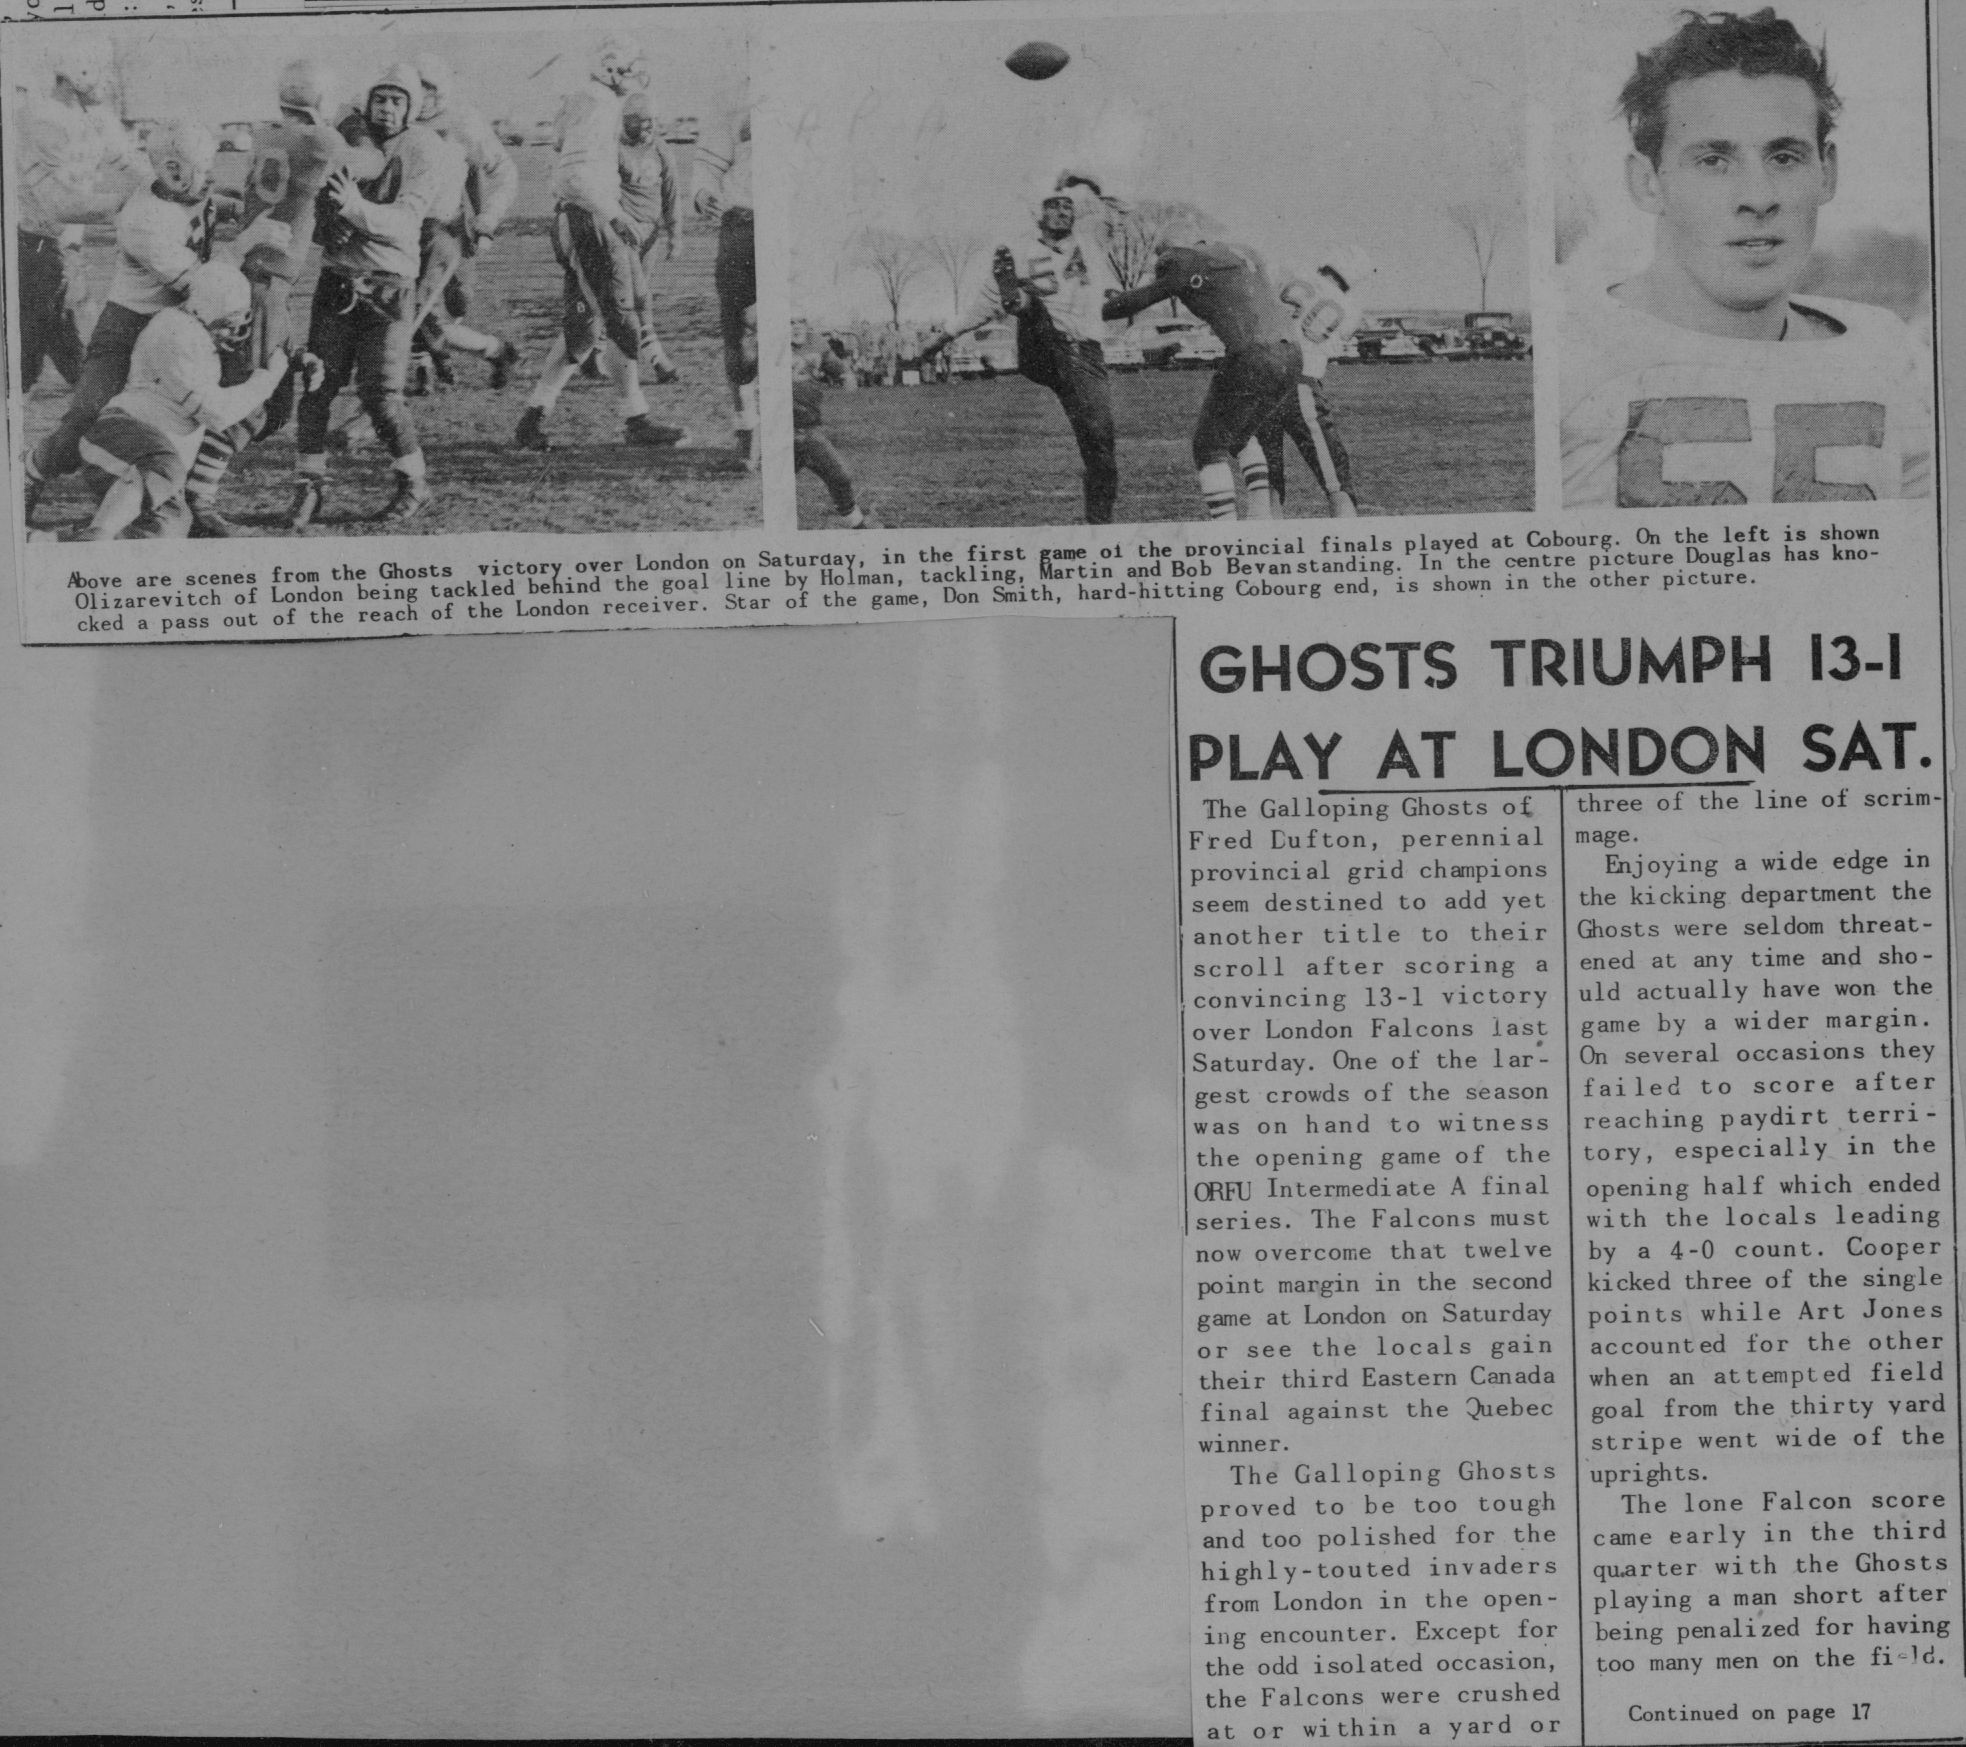 Above are scenes from the Ghosts victory over London on Saturday, in the first game of the provincial finals played at Cobourg. On the left is shown
Olizarevitch of London being tackled behind the goal line by Holman, tackling, Martin and Bob Bevan standing. In the centre picture Douglas has kno-
cked a pass out of the reach of the London receiver. Star of the game, Don Smith, hard-hitting Cobourg end, is shown in the other picture.
GHOSTS TRIUMPH 13-1
PLAY AT LONDON SAT.
The Galloping Ghosts of
Fred Dufton, perennial
provincial grid champions
seem destined to add yet
another title to their
scroll after scoring a
convincing 13-1 victory
over London Falcons last
Saturday. One of the lar-
gest crowds of the season
was on hand to witness
the opening game of the
ORFU Intermediate A final
series. The Falcons must
now overcome that twelve
point margin in the second
game at London on Saturday
or see the locals gain
their third Eastern Canada
final against the Quebec
winner.
The Galloping Ghosts
proved to be too tough
and too polished for the
highly-touted invaders
from London in the open-
ing encounter. Except for
the odd isolated occasion,
the Falcons were crushed
at or within a yard or
three of the line of scrim-
mage.
Enjoying a wide edge in
the kicking department the
Ghosts were seldom threat-
ened at any time and sho-
uld actually have won the
game by a wider margin.
On several occasions they
failed to score after
reaching paydirt terri-
tory, especially in the
opening half which ended
with the locals leading
by a 4-0 count. Cooper
kicked three of the single
points while Art Jones
accounted for the other
when an attempted field
goal from the thirty yard
stripe went wide of the
uprights.
The lone Falcon score
came early in the third
quarter with the Ghosts
playing a man short after
being penalized for having
too many men on the field.
Continued on page 17